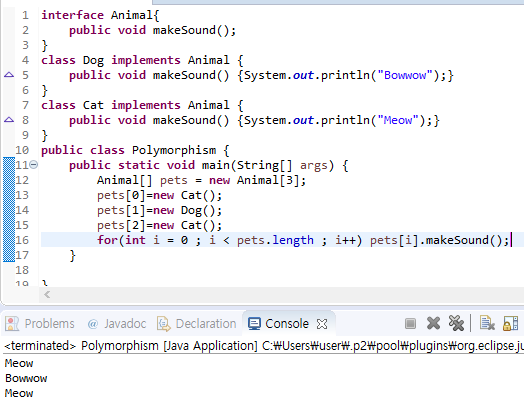 1 interface Animal{
2 public void makeSound();
3 }
4 class Dog implements Animal {
5 public void makeSound() {System.out.println("Bowwow");}
6 }
7 class Cat implements Animal {
8 public void makeSound() {System.out.println("Meow");}
9 }
10 public class Polymorphism {
11 public static void main(String[] args) {
12 Animal[] pets = new Animal[3];
13 pets[0]=new Cat();
14 pets[1]=new Dog();
15 pets[2]=new Cat();
16 for(int i = 0 ; i < pets.length ; i++) pets[i].makeSound();
17 }
18
19 }
Problems @ Javadoc Declaration Console
<terminated> Polymorphism [Java Application] C:₩Users₩user₩.p2₩pool₩plugins₩org.eclipse.ju
Meow
Bowwow
Meow